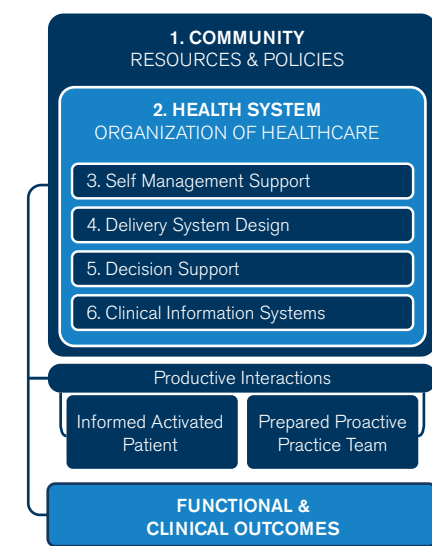 1. COMMUNITY
RESOURCES & POLICIES
2. HEALTH SYSTEM
ORGANIZATION OF HEALTHCARE
3. Self Management Support
4. Delivery System Design
5. Decision Support
6. Clinical Information Systems
Productive Interactions
Informed Activated
Patient
Prepared Proactive
Practice Team
FUNCTIONAL &
CLINICAL OUTCOMES